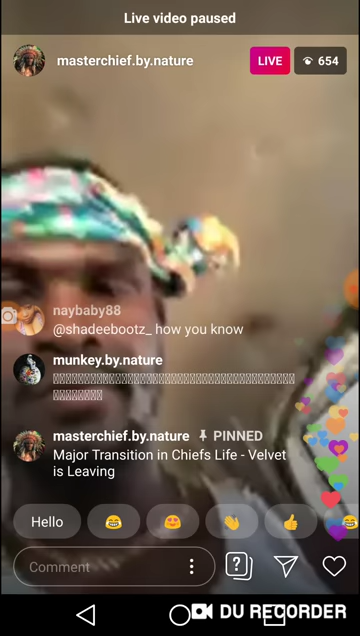 Live video paused
masterchief.by.nature
LIVE
654
naybaby88
@shadeebootz_ how you know
munkey.by.nature
masterchief.by.nature PINNED
Major Transition in Chiefs Life - Velvet
is Leaving
Hello
Comment
DU RECORDER